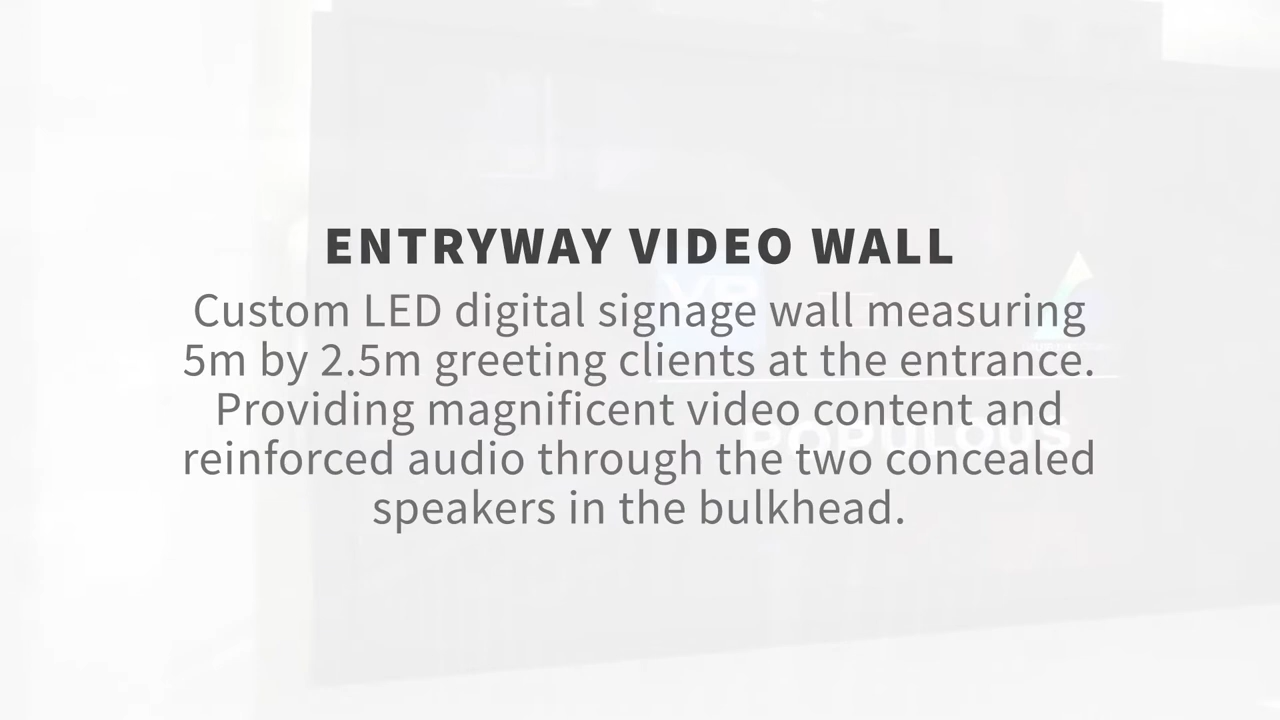 ENTRYWAY VIDEO WALL
Custom LED digital signage wall measuring
5m by 2.5m greeting clients at the entrance.
Providing magnificent video content and
reinforced audio through the two concealed
speakers in the bulkhead.
POPULOUS